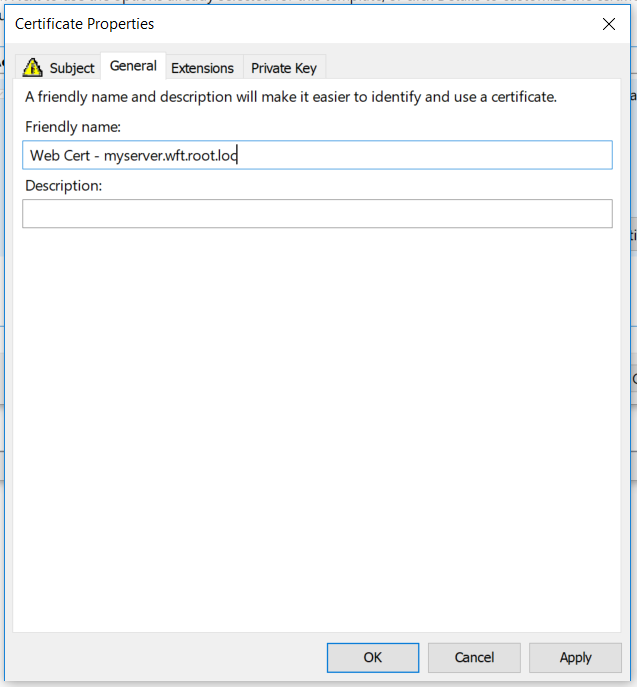 Certificate Properties
Subject General Extensions Private Key
A friendly name and description will make it easier to identify and use a certificate.
Friendly name:
Web Cert - myserver.wft.root.loc
Description:
OK Cancel Apply